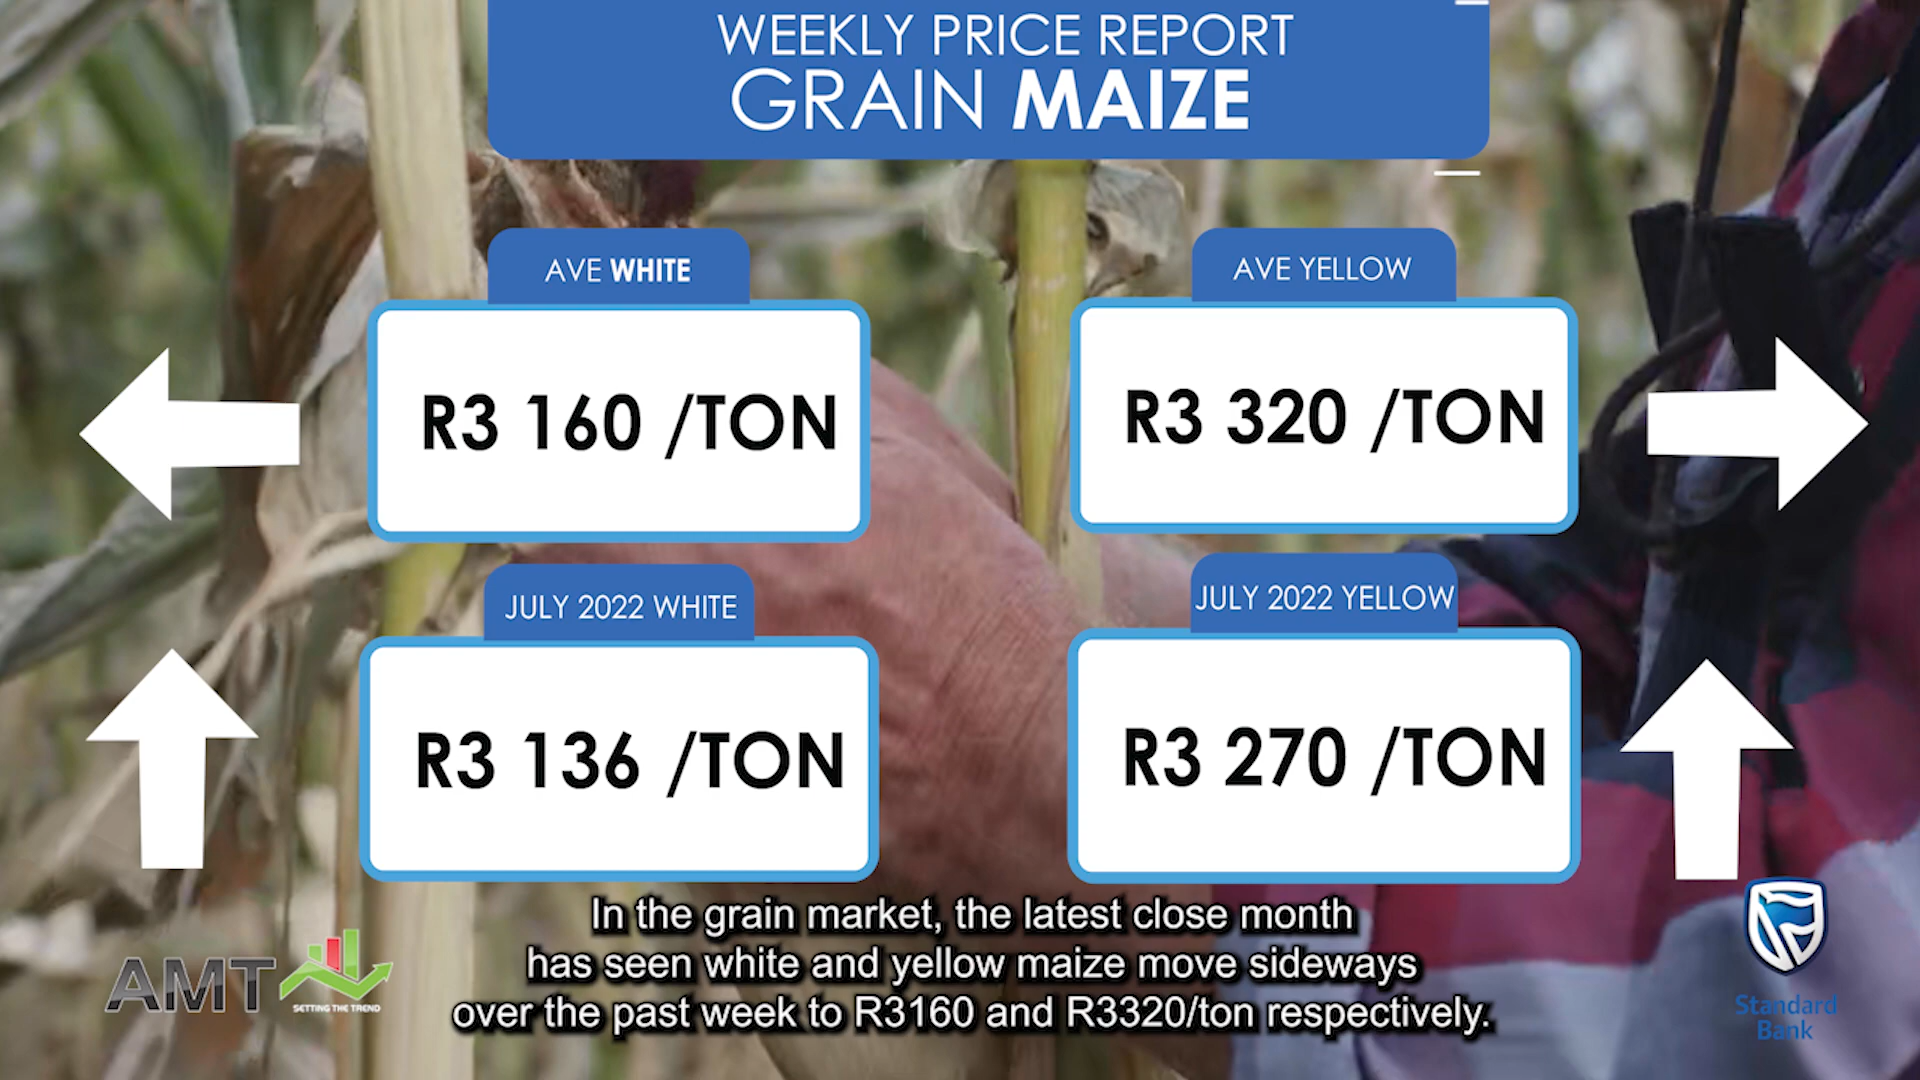 WEEKLY PRICE REPORT
GRAIN MAIZE
AVE WHITE
R3 160 /TON
AVE YELLOW
R3 320 /TON
JULY 2022 WHITE
R3 136 /TON
JULY 2022 YELLOW
R3 270 /TON
In the grain market, the latest close month
has seen white and yellow maize move sideways
over the past week to R3160 and R3320/ton respectively.
AMT
SETTING THE TREND
Standard
Bank